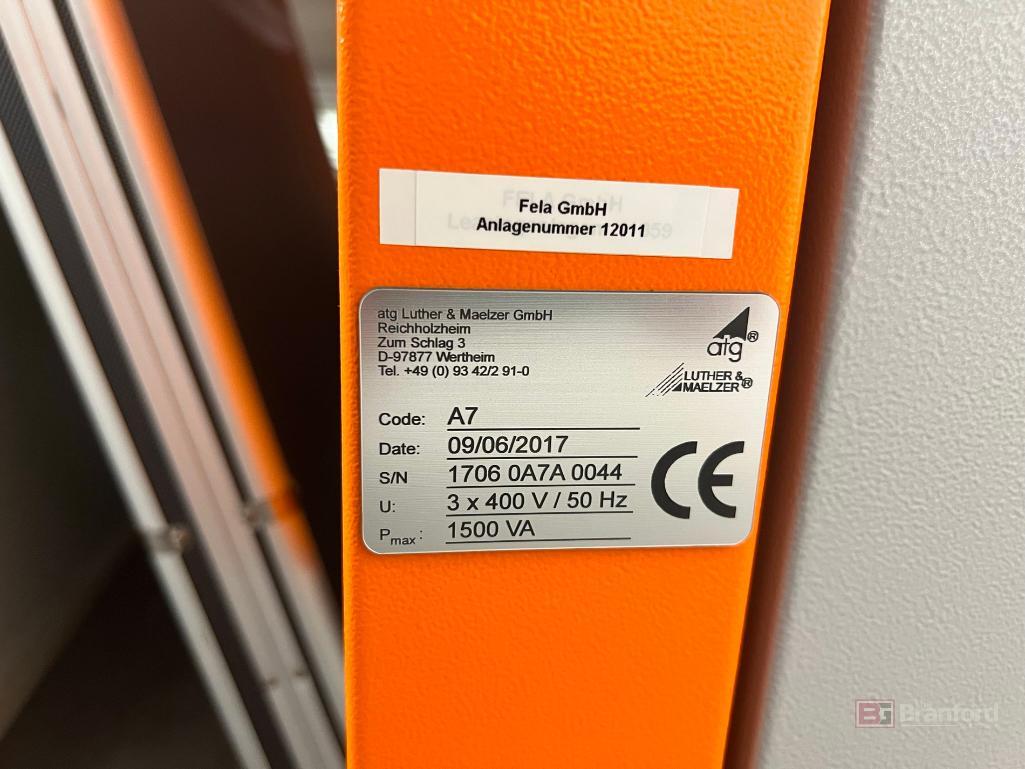 Fela GmbH
Anlagenummer 12011
atg Luther & Maelzer GmbH
Reichholzheim
Zum Schlag 3
D-97877 Wertheim
Tel. +49 (0) 93 42/2 91-0
atg®
LUTHER &
MAELZER®
Code: A7
Date: 09/06/2017
S/N 1706 0A7A 0044
U: 3 x 400 V / 50 Hz
Pmax: 1500 VA
CE
BG Branford